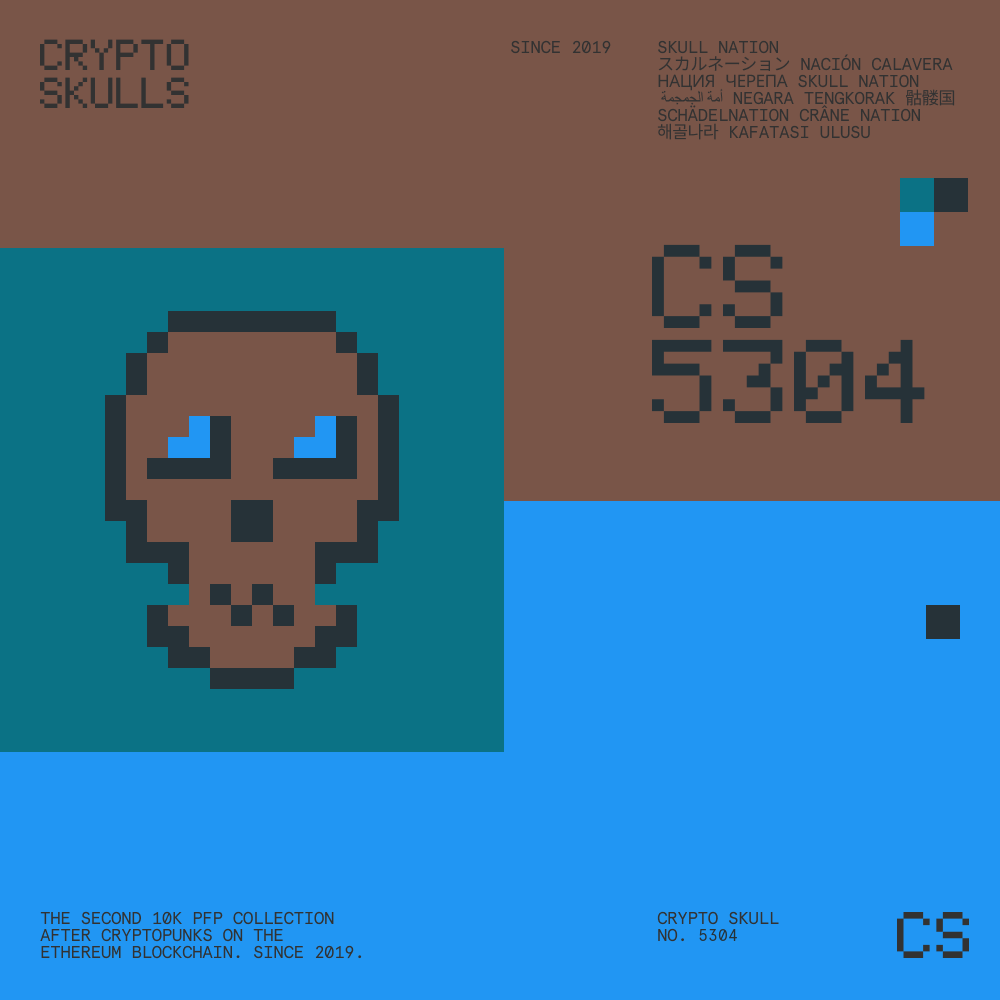 CRYPTO
SKULLS
SINCE 2019
SKULL NATION
スカルネーション NACIÓN CALAVERA
НАЦИЯ ЧЕРЕПА SKULL NATION
أمة الجمجمة NEGARA TENGKORAK 骷髅国
SCHÄDELNATION CRÂNE NATION
해골나라 KAFATASI ULUSU
CS
5304
THE SECOND 10K PFP COLLECTION
AFTER CRYPTOPUNKS ON THE
ETHEREUM BLOCKCHAIN. SINCE 2019.
CRYPTO SKULL
NO. 5304
CS